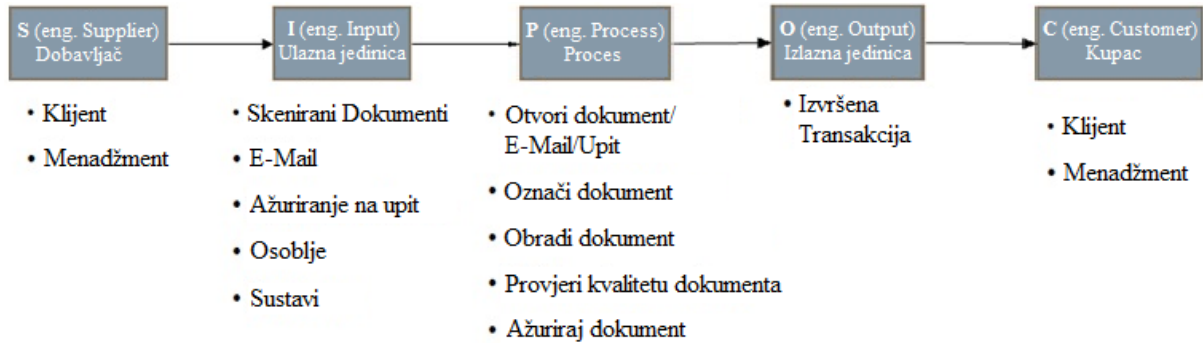 S (eng. Supplier)
Dobavljač
I (eng. Input)
Ulazna jedinica
P (eng. Process)
Proces
O (eng. Output)
Izlazna jedinica
C (eng. Customer)
Kupac
• Klijent
• Menadžment
• Skenirani Dokumenti
• E-Mail
• Ažuriranje na upit
• Osoblje
• Sustavi
• Otvori dokument/
E-Mail/Upit
• Označi dokument
• Obradi dokument
• Provjeri kvalitetu dokumenta
• Ažuriraj dokument
• Izvršena
Transakcija
• Klijent
• Menadžment